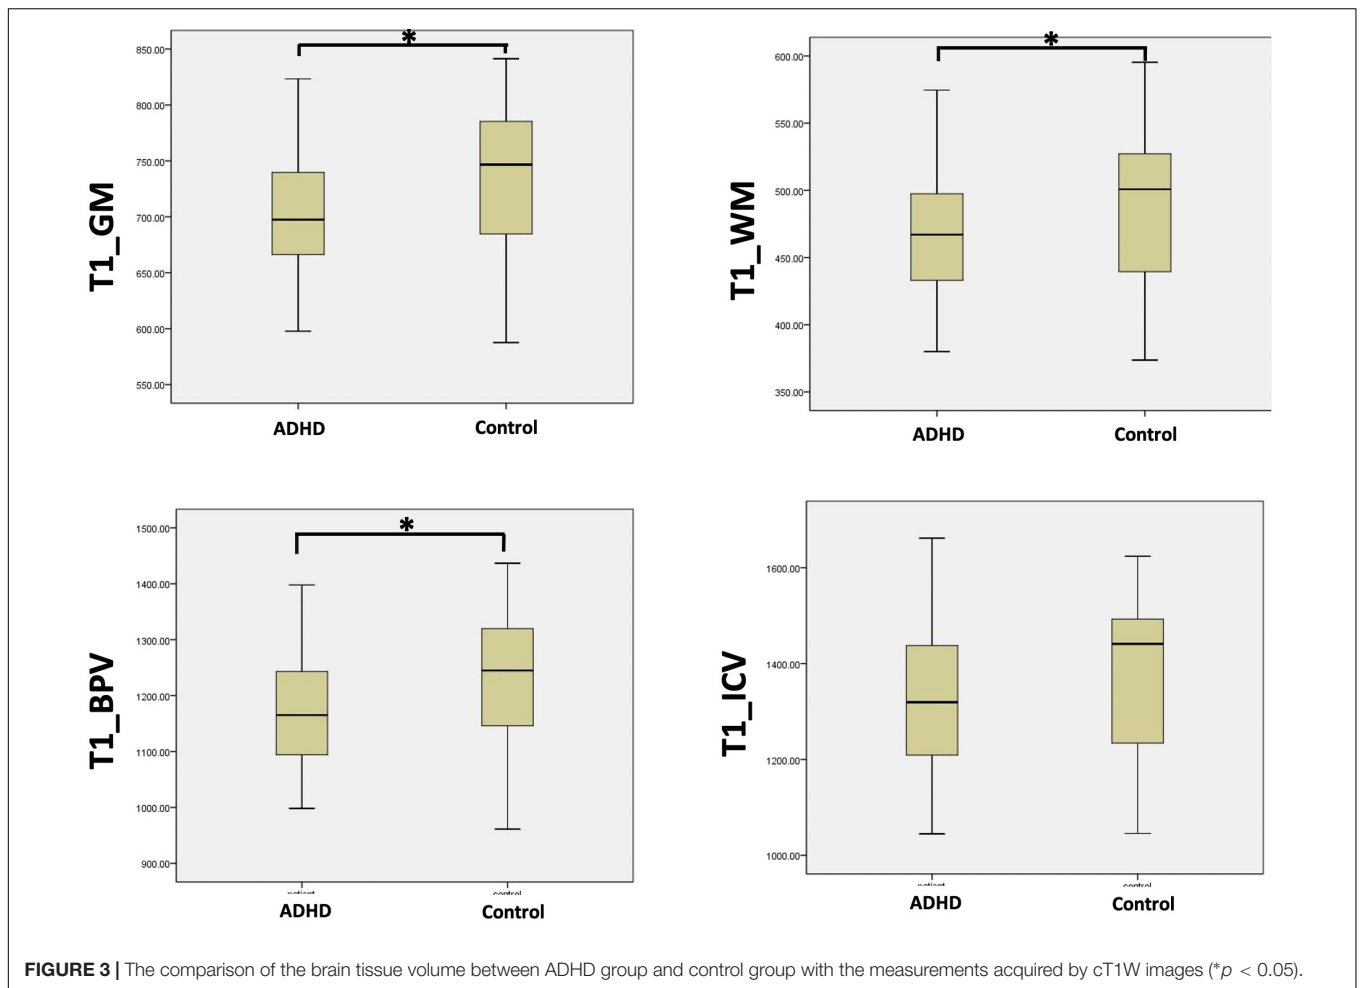 *
850.00
800.00
750.00
700.00
650.00
600.00
550.00
T1_GM
ADHD
Control
*
600.00
550.00
500.00
450.00
400.00
350.00
T1_WM
ADHD
Control
*
1500.00
1400.00
1300.00
1200.00
1100.00
1000.00
900.00
T1_BPV
ADHD
Control
1600.00
1400.00
1200.00
1000.00
T1_ICV
ADHD
Control
FIGURE 3 | The comparison of the brain tissue volume between ADHD group and control group with the measurements acquired by cT1W images (*p < 0.05).